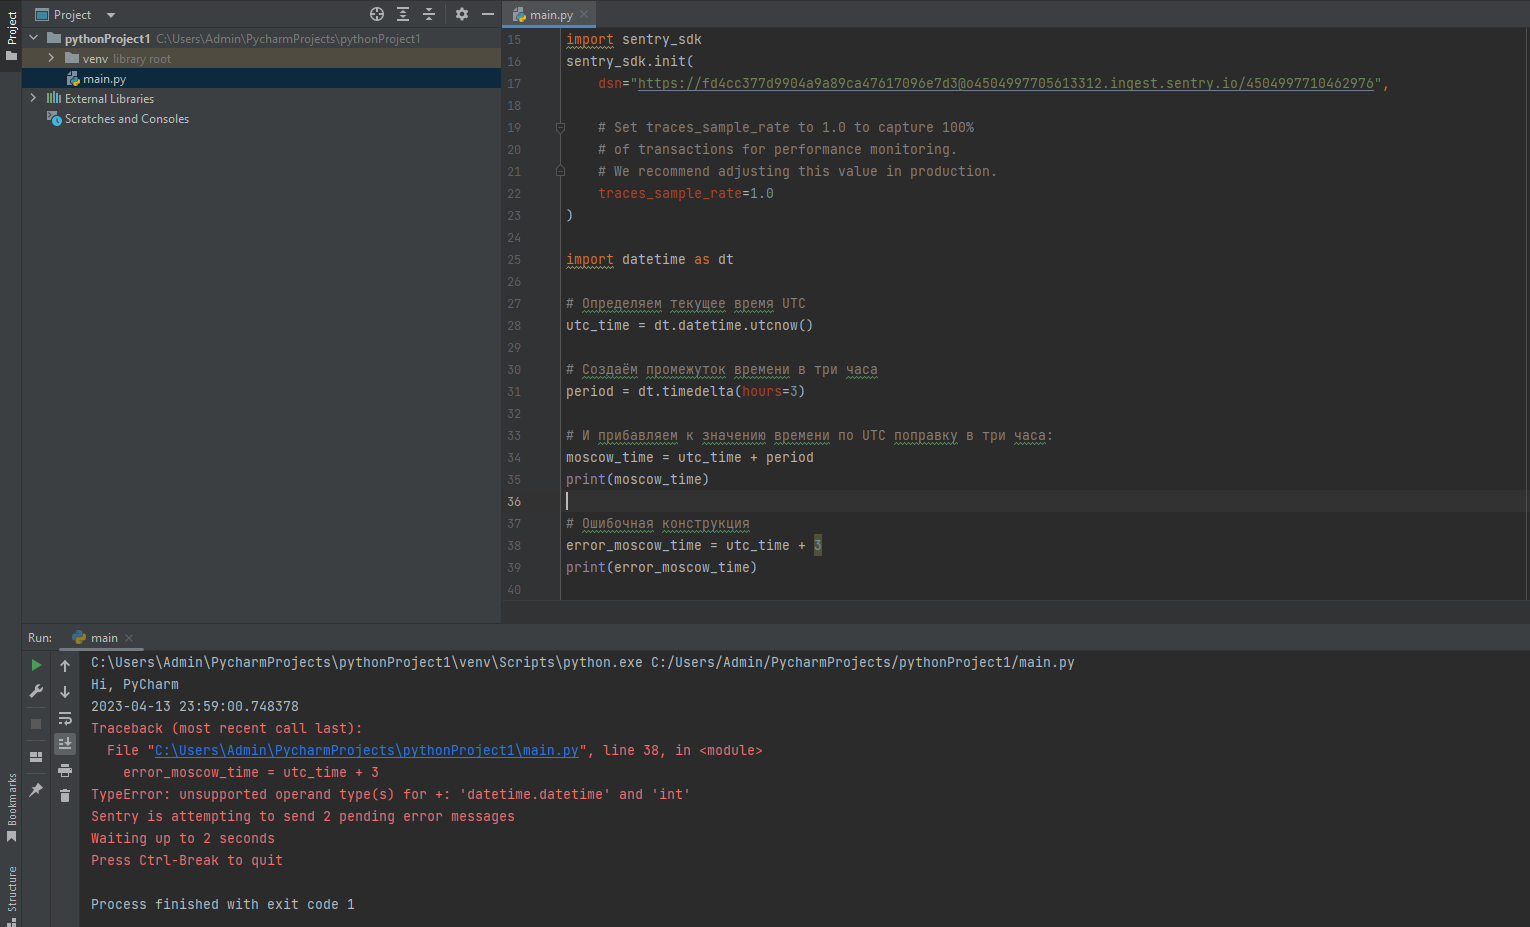 Project
main.py
pythonProject1 C:\Users\Admin\PycharmProjects\pythonProject1
venv library root
main.py
External Libraries
Scratches and Consoles
Project
Bookmarks
Structure
15 import sentry_sdk
16 sentry_sdk.init(
17 dsn="https://fd4cc377d9904a9a89ca47617096e7d3@o4504997705613312.ingest.sentry.io/4504997710462976",
18
19 # Set traces_sample_rate to 1.0 to capture 100%
20 # of transactions for performance monitoring.
21 # We recommend adjusting this value in production.
22 traces_sample_rate=1.0
23 )
24
25 import datetime as dt
26
27 # Определяем текущее время UTC
28 utc_time = dt.datetime.utcnow()
29
30 # Создаём промежуток времени в три часа
31 period = dt.timedelta(hours=3)
32
33 # И прибавляем к значению времени по UTC поправку в три часа:
34 moscow_time = utc_time + period
35 print(moscow_time)
36
37 # Ошибочная конструкция
38 error_moscow_time = utc_time + 3
39 print(error_moscow_time)
40
Run: main
C:\Users\Admin\PycharmProjects\pythonProject1\venv\Scripts\python.exe C:/Users/Admin/PycharmProjects/pythonProject1/main.py
Hi, PyCharm
2023-04-13 23:59:00.748378
Traceback (most recent call last):
File "C:\Users\Admin\PycharmProjects\pythonProject1\main.py", line 38, in <module>
error_moscow_time = utc_time + 3
TypeError: unsupported operand type(s) for +: 'datetime.datetime' and 'int'
Sentry is attempting to send 2 pending error messages
Waiting up to 2 seconds
Press Ctrl-Break to quit
Process finished with exit code 1